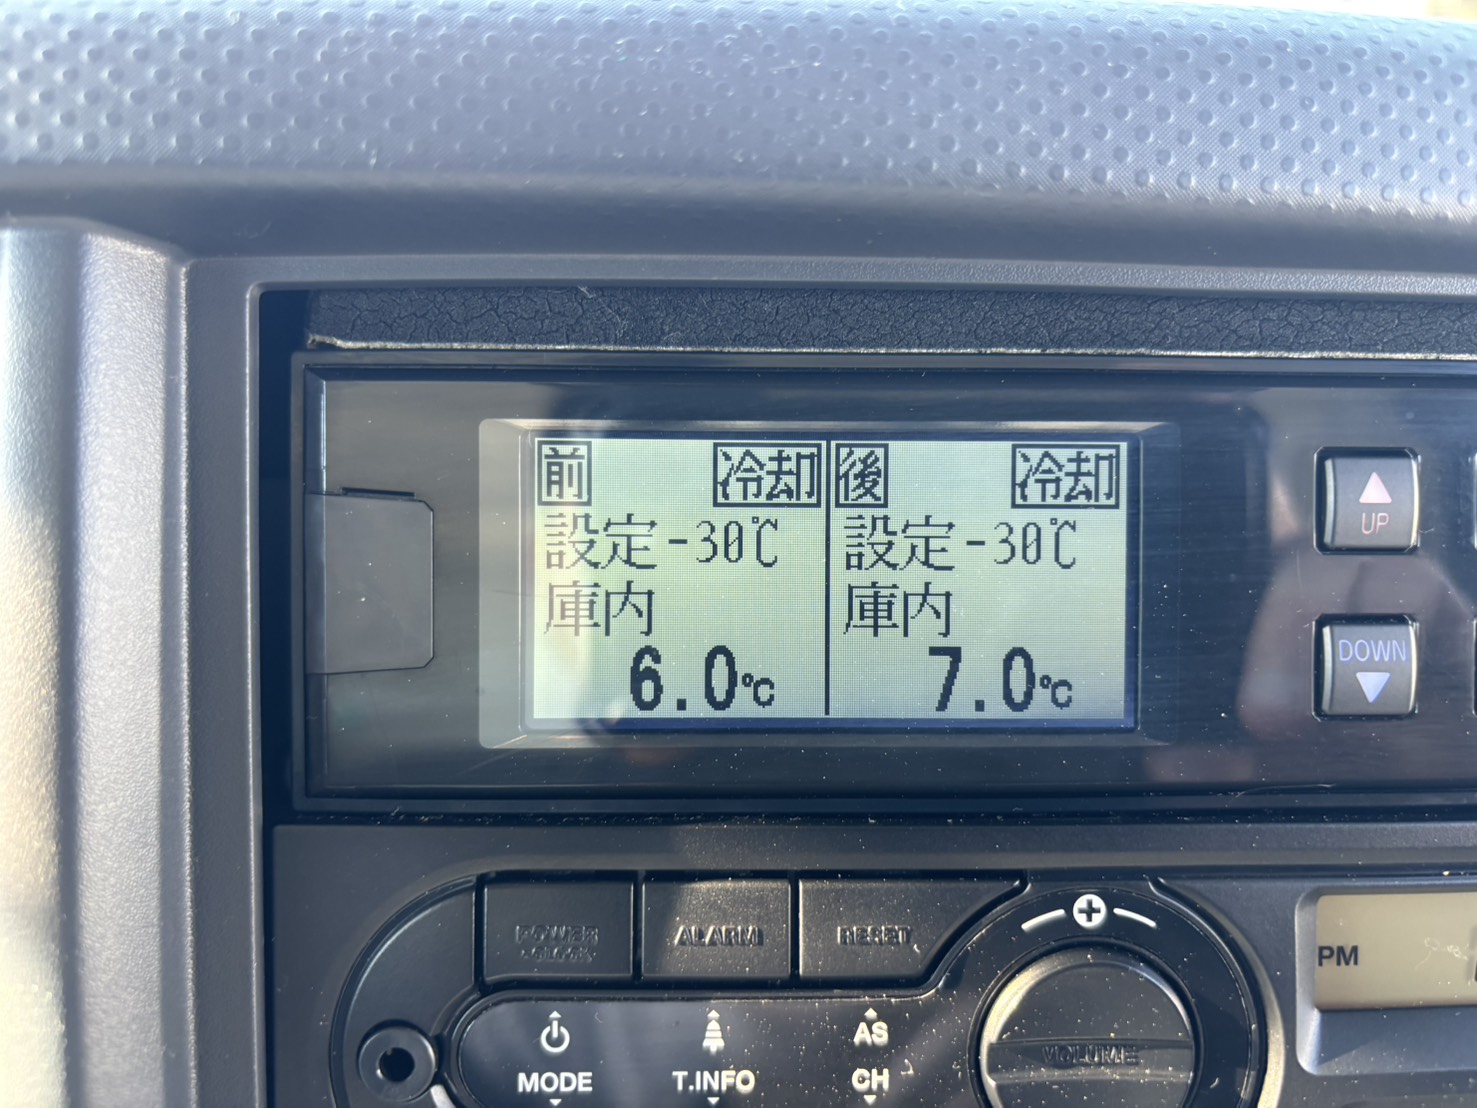 前 冷却 後 冷却
設定-30℃ 設定-30℃
庫内 庫内
6.0℃ 7.0℃
UP
DOWN
POWER
ALARM
RESET
PM
AS
MODE
T.INFO
CH
VOLUME